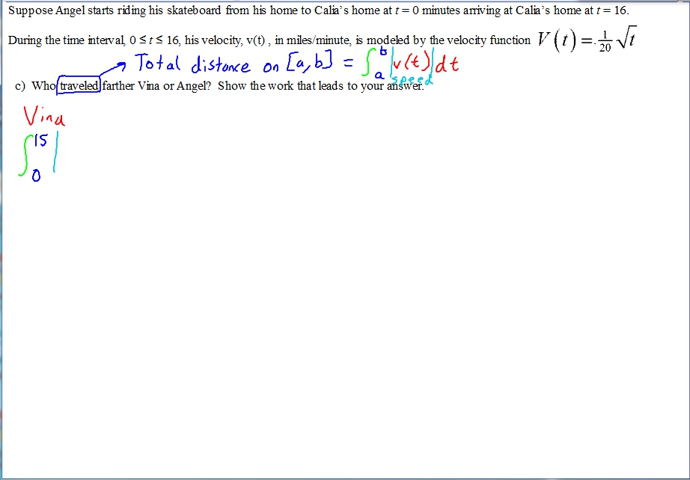 Suppose Angel starts riding his skateboard from his home to Calia's home at t = 0 minutes arriving at Calia's home at t = 16.
During the time interval, 0 ≤ t ≤ 16, his velocity, v(t) , in miles/minute, is modeled by the velocity function V(t) = 1/20 √t
Total distance on [a,b] = ∫_a^b |v(t)| dt
speed
c) Who traveled farther Vina or Angel? Show the work that leads to your answer.
Vina
∫_0^15 |